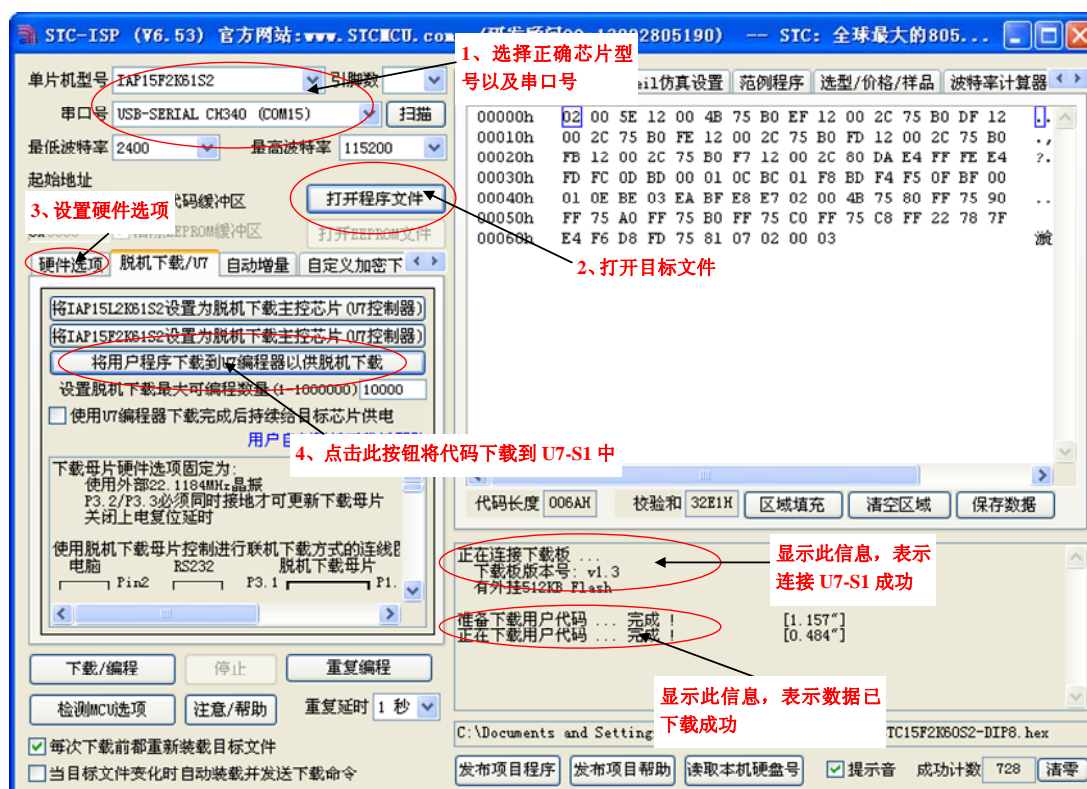 STC-ISP (V6.53) 官方网站:www.STCMCU.com
2805190) -- STC: 全球最大的805...
1、选择正确芯片型
号以及串口号
单片机型号 IAP15F2K61S2 引脚数
串口号 USB-SERIAL CH340 (COM15) 扫描
最低波特率 2400 最高波特率 115200
起始地址
代码缓冲区 打开程序文件
3、设置硬件选项
EEPROM缓冲区 打开EEPROM文件
2、打开目标文件
硬件选项 脱机下载/U7 自动增量 自定义加密下
将IAP15L2K61S2设置为脱机下载主控芯片(U7控制器)
将IAP15F2K61S2设置为脱机下载主控芯片(U7控制器)
将用户程序下载到U7编程器以供脱机下载
设置脱机下载最大可编程数量(1-1000000) 10000
使用U7编程器下载完成后持续给目标芯片供电
用户自
4、点击此按钮将代码下载到 U7-S1 中
下载母片硬件选项固定为:
使用外部22.1184MHz晶振
P3.2/P3.3必须同时接地才可更新下载母片
关闭上电复位延时
使用脱机下载母片控制进行联机下载方式的连线
电脑 RS232 脱机下载母片
Pin2 P3.1 P1.
下载/编程 停止 重复编程
检测MCU选项 注意/帮助 重复延时 1 秒
每次下载前都重新装载目标文件
当目标文件变化时自动装载并发送下载命令
仿真设置 范例程序 选型/价格/样品 波特率计算器
00000h 02 00 5E 12 00 4B 75 B0 EF 12 00 2C 75 B0 DF 12 ..
00010h 00 2C 75 B0 FE 12 00 2C 75 B0 FD 12 00 2C 75 B0 .,
00020h FB 12 00 2C 75 B0 F7 12 00 2C 80 DA E4 FF FE E4 ?.
00030h FD FC 0D BD 00 01 0C BC 01 F8 BD F4 F5 0F BF 00
00040h 01 0E BE 03 EA BF E8 E7 02 00 4B 75 80 FF 75 90 ..
00050h FF 75 A0 FF 75 B0 FF 75 C0 FF 75 C8 FF 22 78 7F
00060h E4 F6 D8 FD 75 81 07 02 00 03
代码长度 006AH 校验和 32E1H 区域填充 清空区域 保存数据
正在连接下载板 ...
下载板版本号: v1.3
有外挂512KB Flash
显示此信息，表示
连接 U7-S1 成功
准备下载用户代码 ... 完成 ! [1.157"]
正在下载用户代码 ... 完成 ! [0.484"]
显示此信息，表示数据已
下载成功
C:\Documents and Setting TC15F2K60S2-DIP8.hex
发布项目程序 发布项目帮助 读取本机硬盘号 提示音 成功计数 728 清零